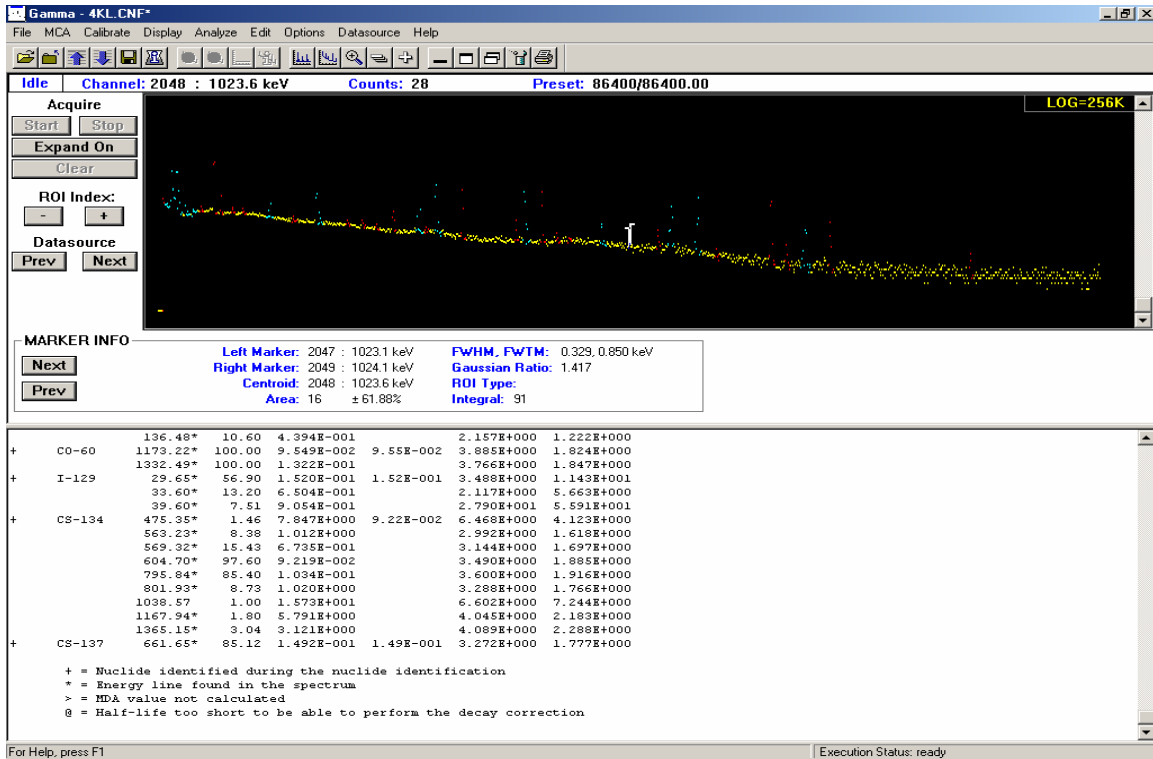 Gamma - 4KL.CNF*
File MCA Calibrate Display Analyze Edit Options Datasource Help
Idle Channel: 2048 : 1023.6 keV Counts: 28 Preset: 86400/86400.00
Acquire
Start Stop
Expand On
Clear
ROI Index:
- +
Datasource
Prev Next
LOG=256K
MARKER INFO
Next
Prev
Left Marker: 2047 : 1023.1 keV FWHM, FWTM: 0.329, 0.850 keV
Right Marker: 2049 : 1024.1 keV Gaussian Ratio: 1.417
Centroid: 2048 : 1023.6 keV ROI Type:
Area: 16 ± 61.88% Integral: 91
136.48* 10.60 4.394E-001 2.157E+000 1.222E+000
+ CO-60 1173.22* 100.00 9.549E-002 9.55E-002 3.885E+000 1.824E+000
1332.49* 100.00 1.322E-001 3.766E+000 1.847E+000
+ I-129 29.65* 56.90 1.520E-001 1.52E-001 3.488E+000 1.143E+001
33.60* 13.20 6.504E-001 2.117E+000 5.663E+000
39.60* 7.51 9.054E-001 2.790E+001 5.591E+001
+ CS-134 475.35* 1.46 7.847E+000 9.22E-002 6.468E+000 4.123E+000
563.23* 8.38 1.012E+000 2.992E+000 1.618E+000
569.32* 15.43 6.735E-001 3.144E+000 1.697E+000
604.70* 97.60 9.219E-002 3.490E+000 1.885E+000
795.84* 85.40 1.034E-001 3.600E+000 1.916E+000
801.93* 8.73 1.020E+000 3.288E+000 1.766E+000
1038.57 1.00 1.573E+001 6.602E+000 7.244E+000
1167.94* 1.80 5.791E+000 4.045E+000 2.183E+000
1365.15* 3.04 3.121E+000 4.089E+000 2.288E+000
+ CS-137 661.65* 85.12 1.492E-001 1.49E-001 3.272E+000 1.777E+000
+ = Nuclide identified during the nuclide identification
* = Energy line found in the spectrum
> = MDA value not calculated
@ = Half-life too short to be able to perform the decay correction
For Help, press F1 Execution Status: ready